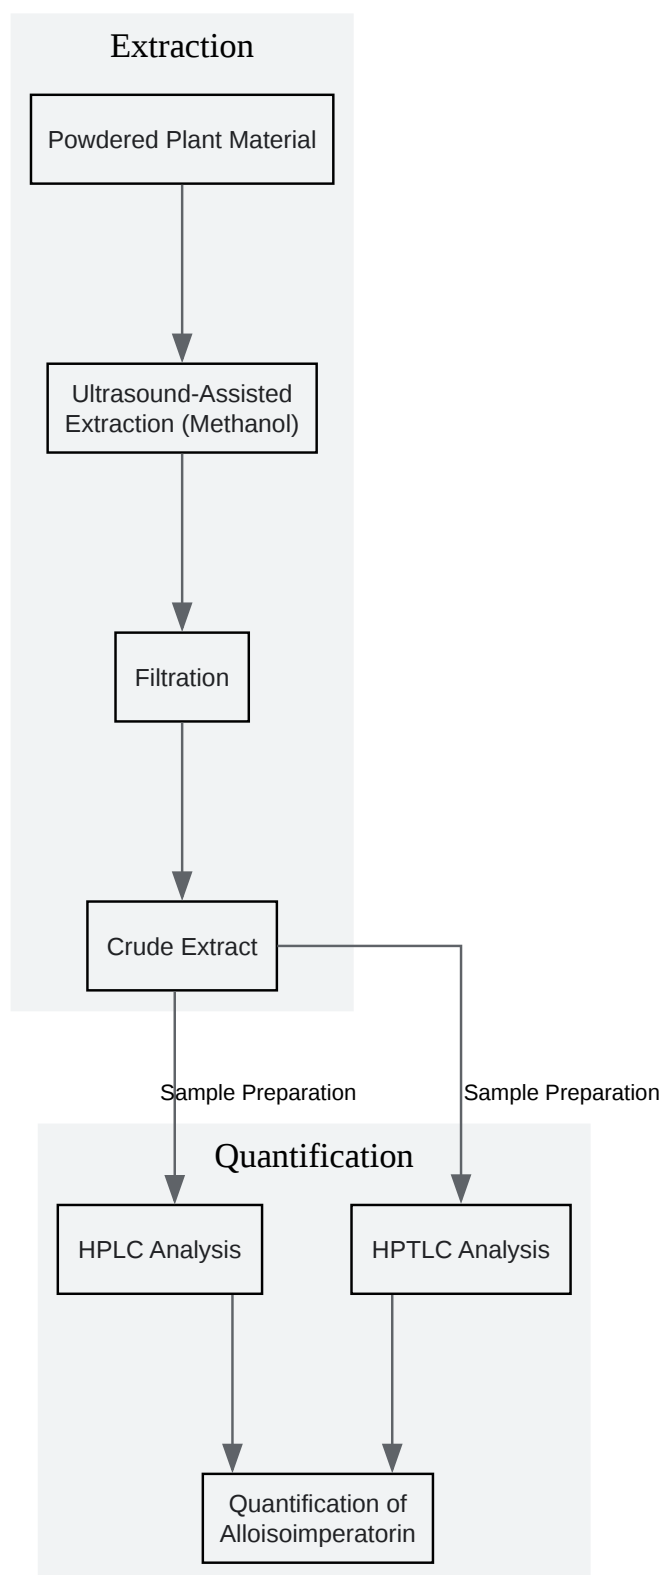 Extraction
Powdered Plant Material
Ultrasound-Assisted
Extraction (Methanol)
Filtration
Crude Extract
Sample Preparation
Sample Preparation
Quantification
HPLC Analysis
HPTLC Analysis
Quantification of
Alloisoimperatorin